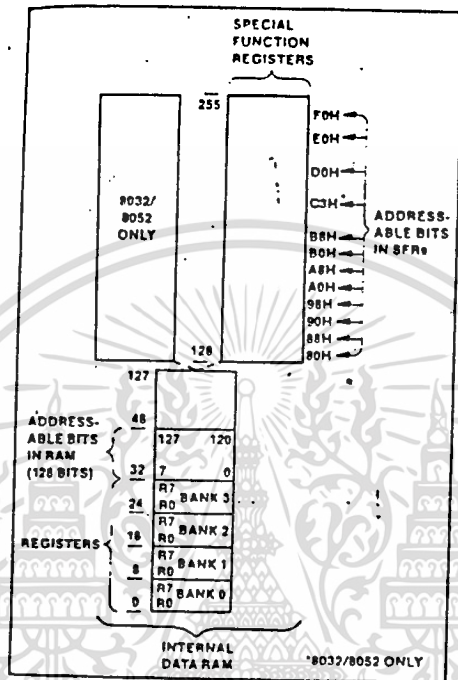 SPECIAL
FUNCTION
REGISTERS
255
F0H
E0H
D0H
C3H
B8H
B0H
A8H
A0H
98H
90H
88H
80H
ADDRESS-
ABLE BITS
IN SFRs
8032/
8052
ONLY
128
127
48
ADDRESS-
ABLE BITS
IN RAM
(128 BITS)
127 120
7 0
32
R7
R0 BANK 3
24
R7
R0 BANK 2
16
REGISTERS
R7
R0 BANK 1
8
R7
R0 BANK 0
0
INTERNAL
DATA RAM
*8032/8052 ONLY